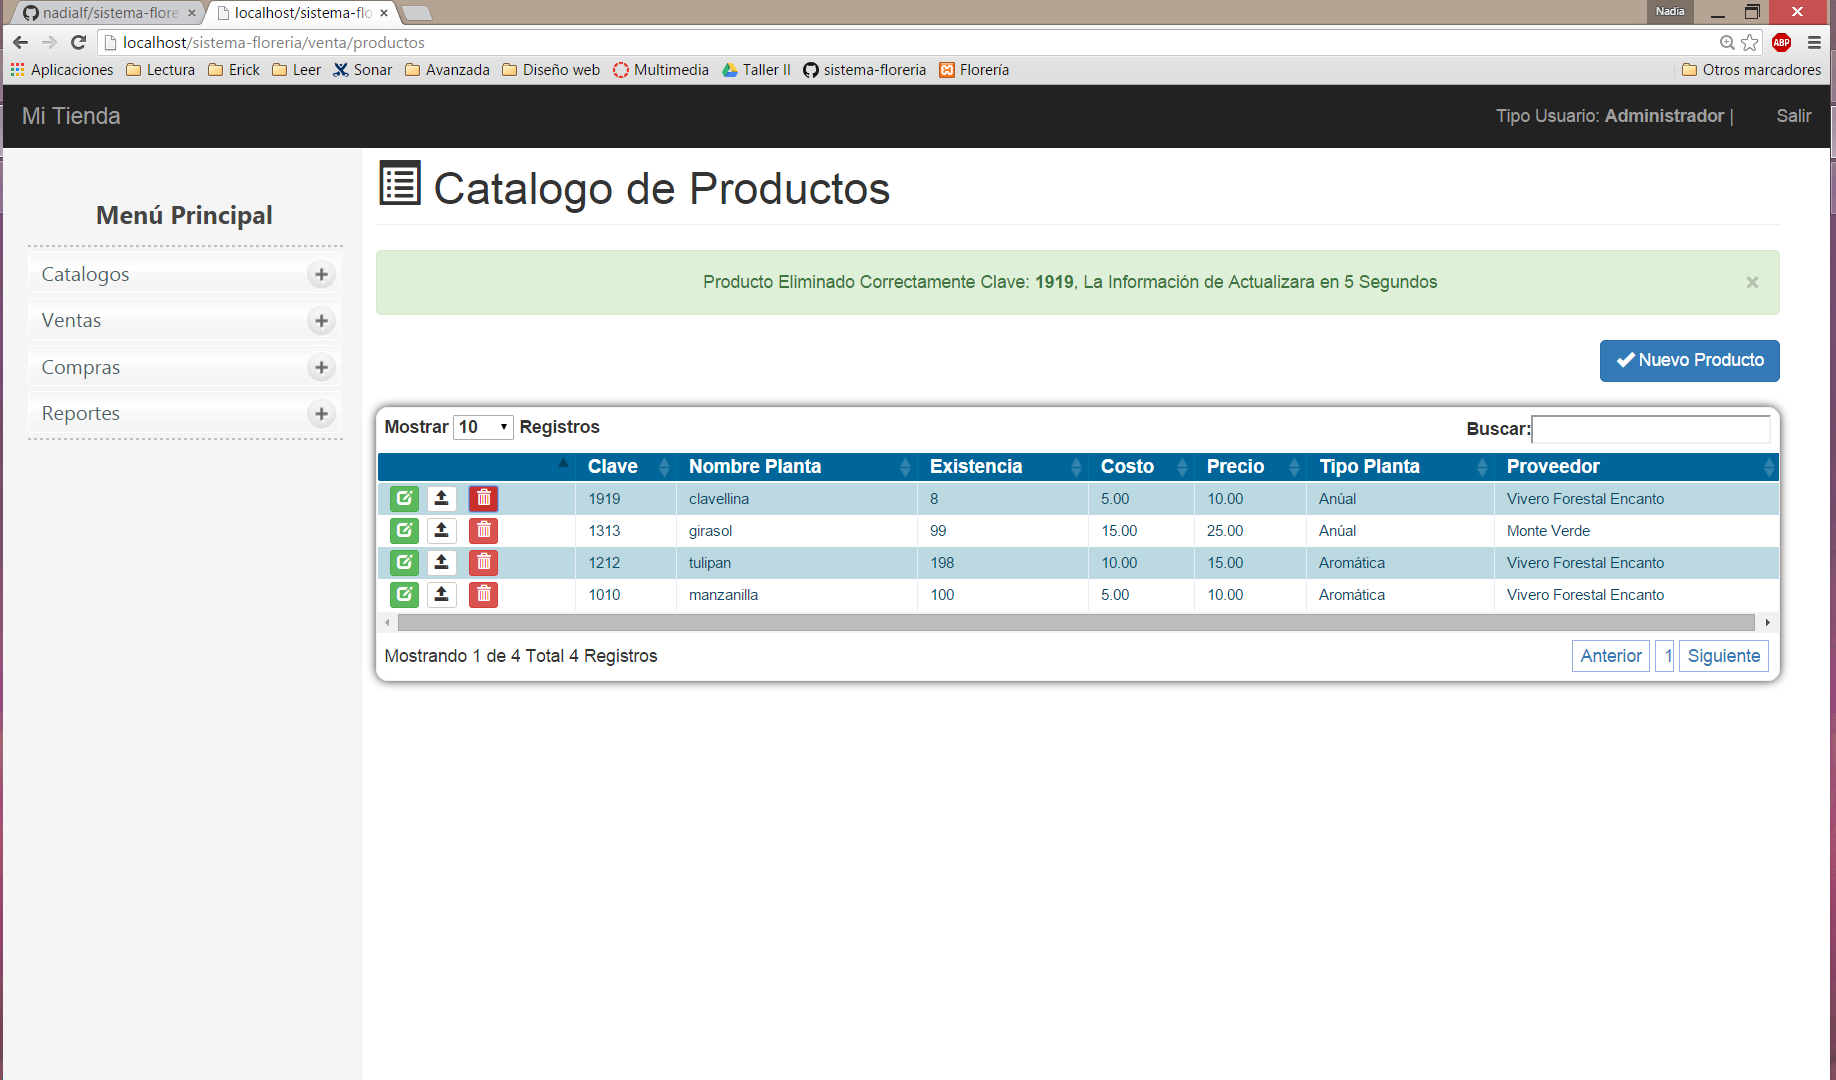 nadialf/sistema-flore
localhost/sistema-flo
Nadia
localhost/sistema-floreria/venta/productos
ABP
Aplicaciones Lectura Erick Leer Sonar Avanzada Diseño web Multimedia Taller II sistema-floreria Florería Otros marcadores
Mi Tienda Tipo Usuario: Administrador | Salir
Menú Principal
Catalogos
Ventas
Compras
Reportes
Catalogo de Productos
Producto Eliminado Correctamente Clave: 1919, La Información de Actualizara en 5 Segundos ×
Nuevo Producto
Mostrar 10 Registros Buscar:
Clave Nombre Planta Existencia Costo Precio Tipo Planta Proveedor
1919 clavellina 8 5.00 10.00 Anúal Vivero Forestal Encanto
1313 girasol 99 15.00 25.00 Anúal Monte Verde
1212 tulipan 198 10.00 15.00 Aromática Vivero Forestal Encanto
1010 manzanilla 100 5.00 10.00 Aromática Vivero Forestal Encanto
Mostrando 1 de 4 Total 4 Registros Anterior 1 Siguiente